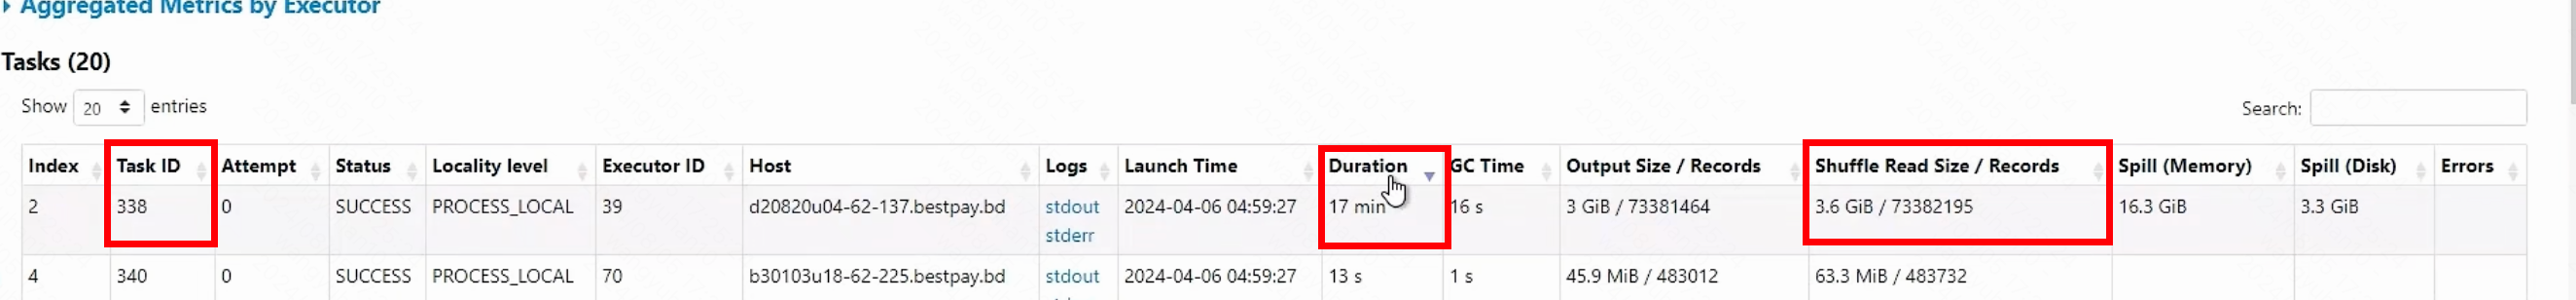 Aggregated Metrics by Executor
Tasks (20)
Show 20 entries
Search:
Index Task ID Attempt Status Locality level Executor ID Host Logs Launch Time Duration GC Time Output Size / Records Shuffle Read Size / Records Spill (Memory) Spill (Disk) Errors
2 338 0 SUCCESS PROCESS_LOCAL 39 d20820u04-62-137.bestpay.bd stdout 2024-04-06 04:59:27 17 min 16 s 3 GiB / 73381464 3.6 GiB / 73382195 16.3 GiB 3.3 GiB
stderr
4 340 0 SUCCESS PROCESS_LOCAL 70 b30103u18-62-225.bestpay.bd stdout 2024-04-06 04:59:27 13 s 1 s 45.9 MiB / 483012 63.3 MiB / 483732